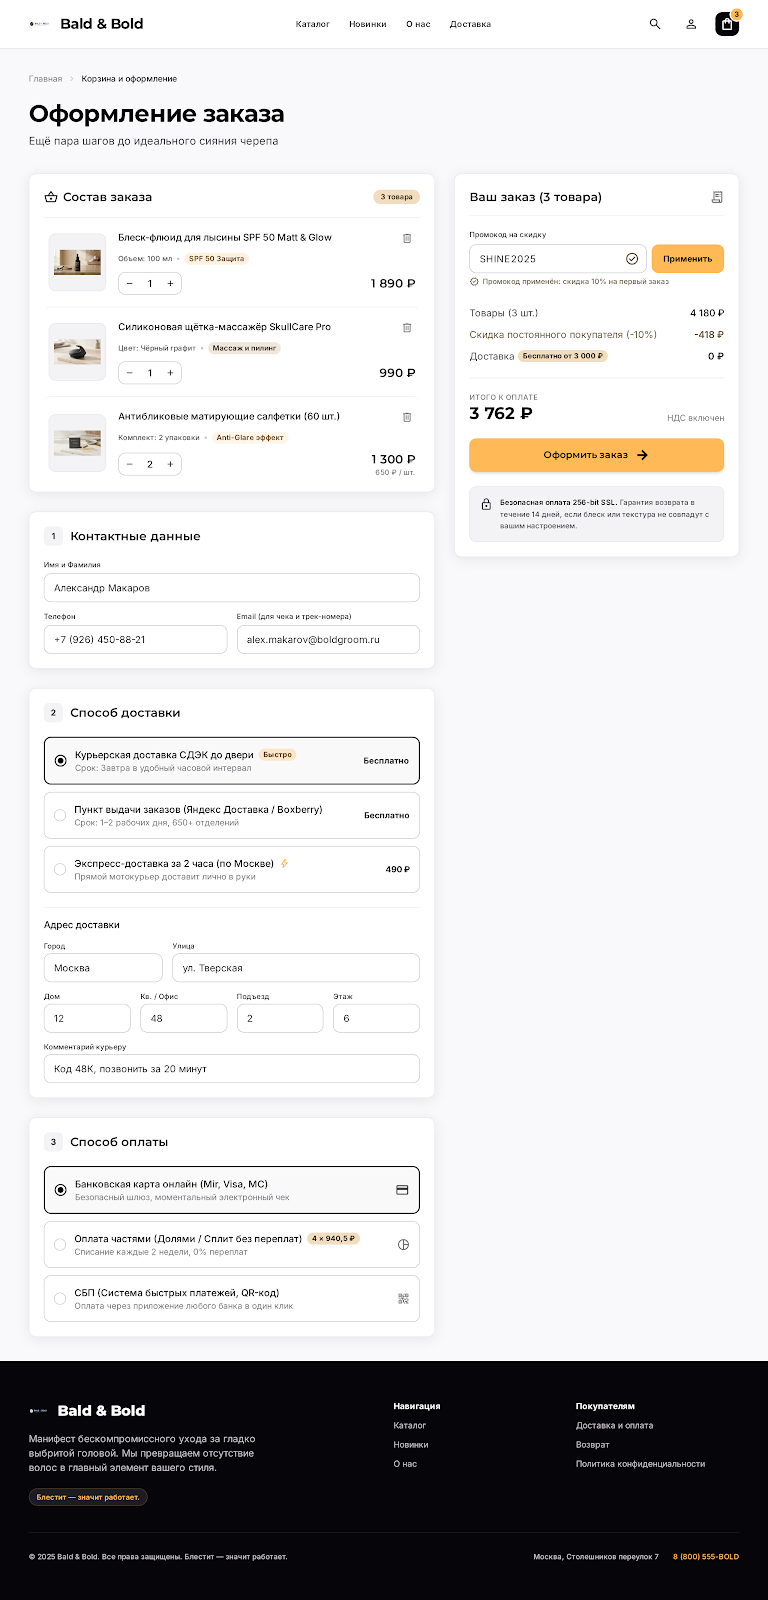 Bald & Bold
Каталог
Новинки
О нас
Доставка
3
Главная
Корзина и оформление
Оформление заказа
Ещё пара шагов до идеального сияния черепа
Состав заказа
3 товара
Блеск-флюид для лысины SPF 50 Matt & Glow
Объем: 100 мл • SPF 50 Защита
− 1 +
1 890 ₽
Силиконовая щётка-массажёр SkullCare Pro
Цвет: Чёрный графит • Массаж и пилинг
− 1 +
990 ₽
Антибликовые матирующие салфетки (60 шт.)
Комплект: 2 упаковки • Anti-Glare эффект
− 2 +
1 300 ₽
650 ₽ / шт.
Ваш заказ (3 товара)
Промокод на скидку
SHINE2025
Применить
Промокод применён: скидка 10% на первый заказ
Товары (3 шт.)
4 180 ₽
Скидка постоянного покупателя (-10%)
-418 ₽
Доставка
Бесплатно от 3 000 ₽
0 ₽
ИТОГО К ОПЛАТЕ
3 762 ₽
НДС включен
Оформить заказ
Безопасная оплата 256-bit SSL. Гарантия возврата в
течение 14 дней, если блеск или текстура не совпадут с
вашим настроением.
1
Контактные данные
Имя и Фамилия
Александр Макаров
Телефон
+7 (926) 450-88-21
Email (для чека и трек-номера)
alex.makarov@boldgroom.ru
2
Способ доставки
Курьерская доставка СДЭК до двери
Быстро
Срок: Завтра в удобный часовой интервал
Бесплатно
Пункт выдачи заказов (Яндекс Доставка / Boxberry)
Срок: 1–2 рабочих дня, 650+ отделений
Бесплатно
Экспресс-доставка за 2 часа (по Москве)
Прямой мотокурьер доставит лично в руки
490 ₽
Адрес доставки
Город
Москва
Улица
ул. Тверская
Дом
12
Кв. / Офис
48
Подъезд
2
Этаж
6
Комментарий курьеру
Код 48К, позвонить за 20 минут
3
Способ оплаты
Банковская карта онлайн (Mir, Visa, MC)
Безопасный шлюз, моментальный электронный чек
Оплата частями (Долями / Сплит без переплат)
4 × 940,5 ₽
Списание каждые 2 недели, 0% переплат
СБП (Система быстрых платежей, QR-код)
Оплата через приложение любого банка в один клик
Bald & Bold
Манифест бескомпромиссного ухода за гладко
выбритой головой. Мы превращаем отсутствие
волос в главный элемент вашего стиля.
Блестит — значит работает.
Навигация
Каталог
Новинки
О нас
Покупателям
Доставка и оплата
Возврат
Политика конфиденциальности
© 2025 Bald & Bold. Все права защищены. Блестит — значит работает.
Москва, Столешников переулок 7
8 (800) 555-BOLD